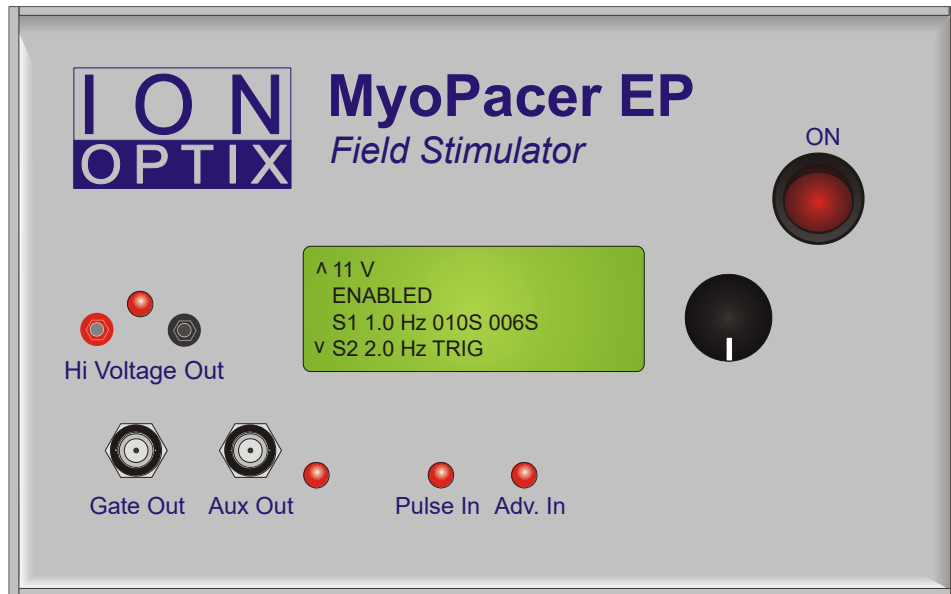 ION
OPTIX
MyoPacer EP
Field Stimulator
ON
^ 11 V
ENABLED
S1 1.0 Hz 010S 006S
v S2 2.0 Hz TRIG
Hi Voltage Out
Gate Out
Aux Out
Pulse In
Adv. In